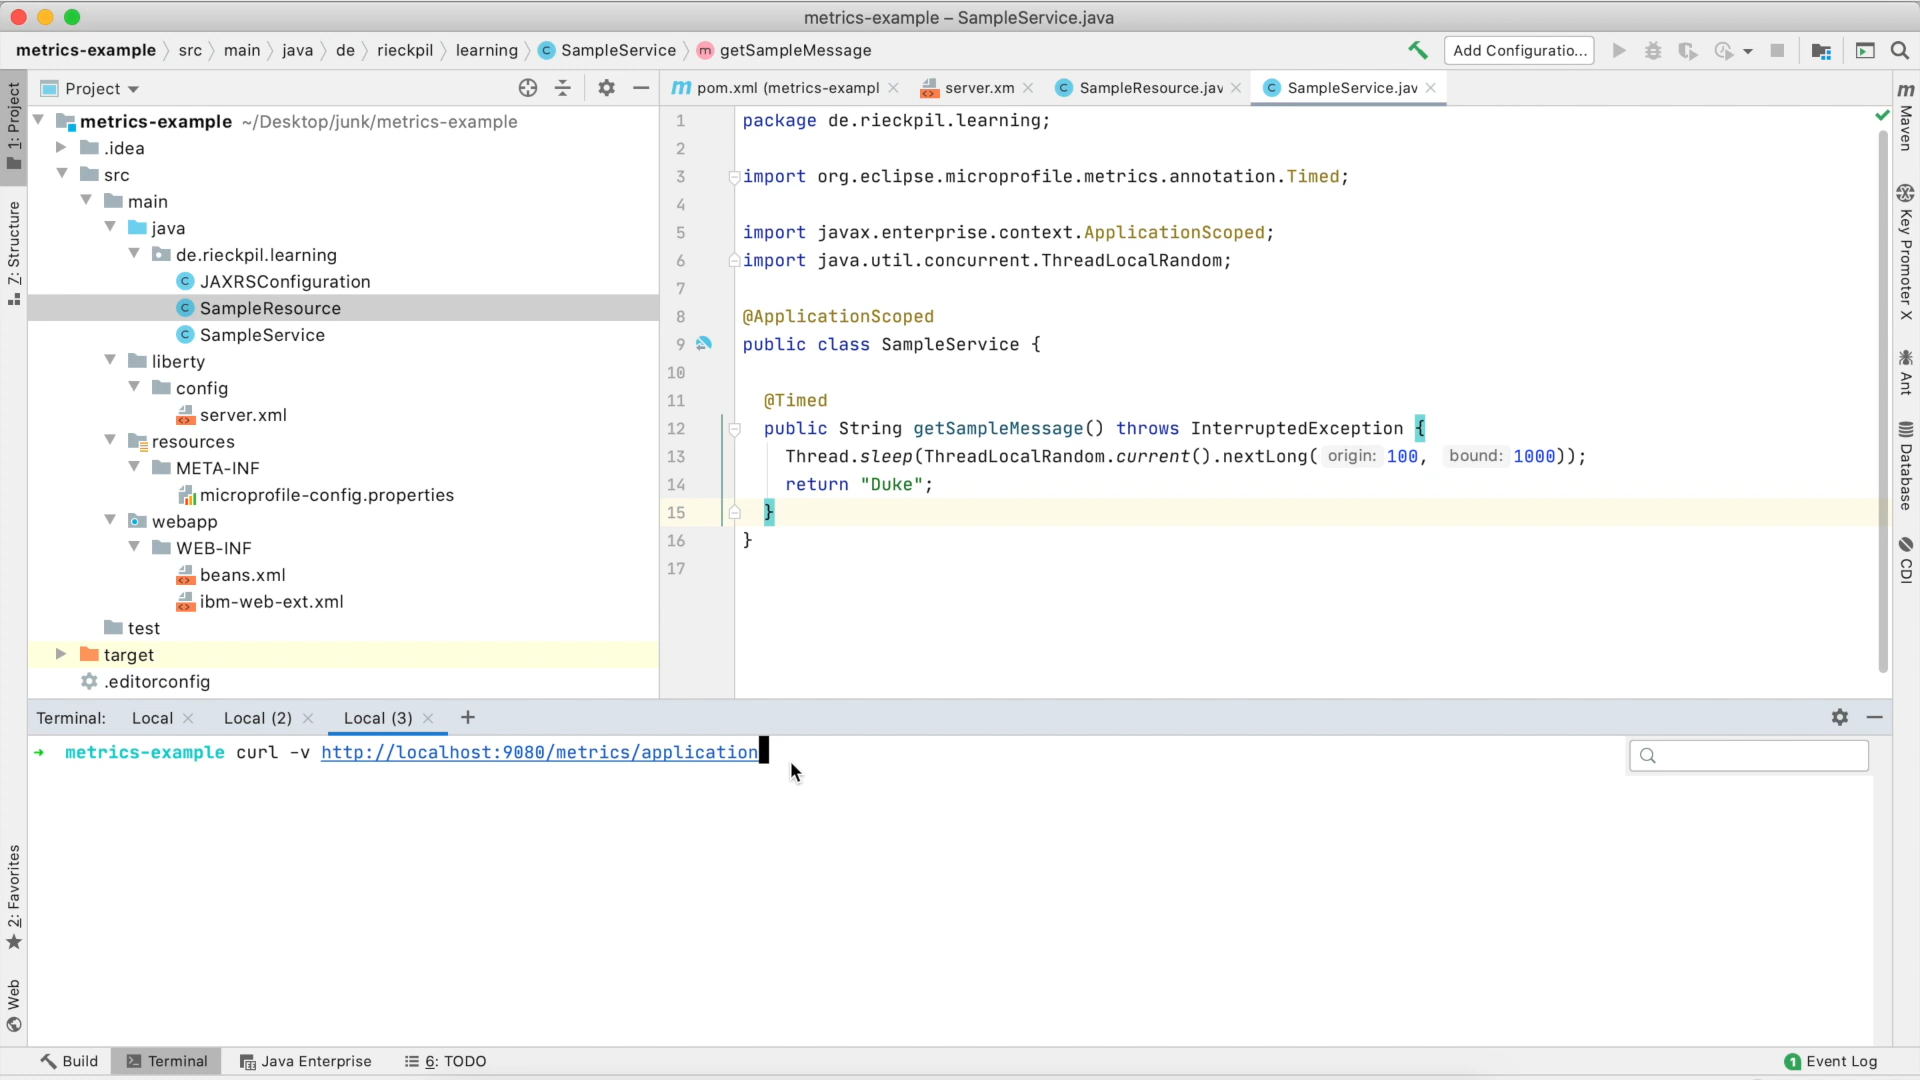 metrics-example – SampleService.java
metrics-example src main java de rieckpil learning SampleService getSampleMessage
Add Configuratio...
1: Project
Z: Structure
2: Favorites
Web
Project
metrics-example ~/Desktop/junk/metrics-example
.idea
src
main
java
de.rieckpil.learning
JAXRSConfiguration
SampleResource
SampleService
liberty
config
server.xml
resources
META-INF
microprofile-config.properties
webapp
WEB-INF
beans.xml
ibm-web-ext.xml
test
target
.editorconfig
pom.xml (metrics-exampl
server.xm
SampleResource.jav
SampleService.jav
1 package de.rieckpil.learning;
2
3 import org.eclipse.microprofile.metrics.annotation.Timed;
4
5 import javax.enterprise.context.ApplicationScoped;
6 import java.util.concurrent.ThreadLocalRandom;
7
8 @ApplicationScoped
9 public class SampleService {
10
11 @Timed
12 public String getSampleMessage() throws InterruptedException {
13 Thread.sleep(ThreadLocalRandom.current().nextLong( origin: 100, bound: 1000));
14 return "Duke";
15 }
16 }
17
Maven
Key Promoter X
Ant
Database
CDI
Terminal: Local Local (2) Local (3)
metrics-example curl -v http://localhost:9080/metrics/application
Build
Terminal
Java Enterprise
6: TODO
1 Event Log